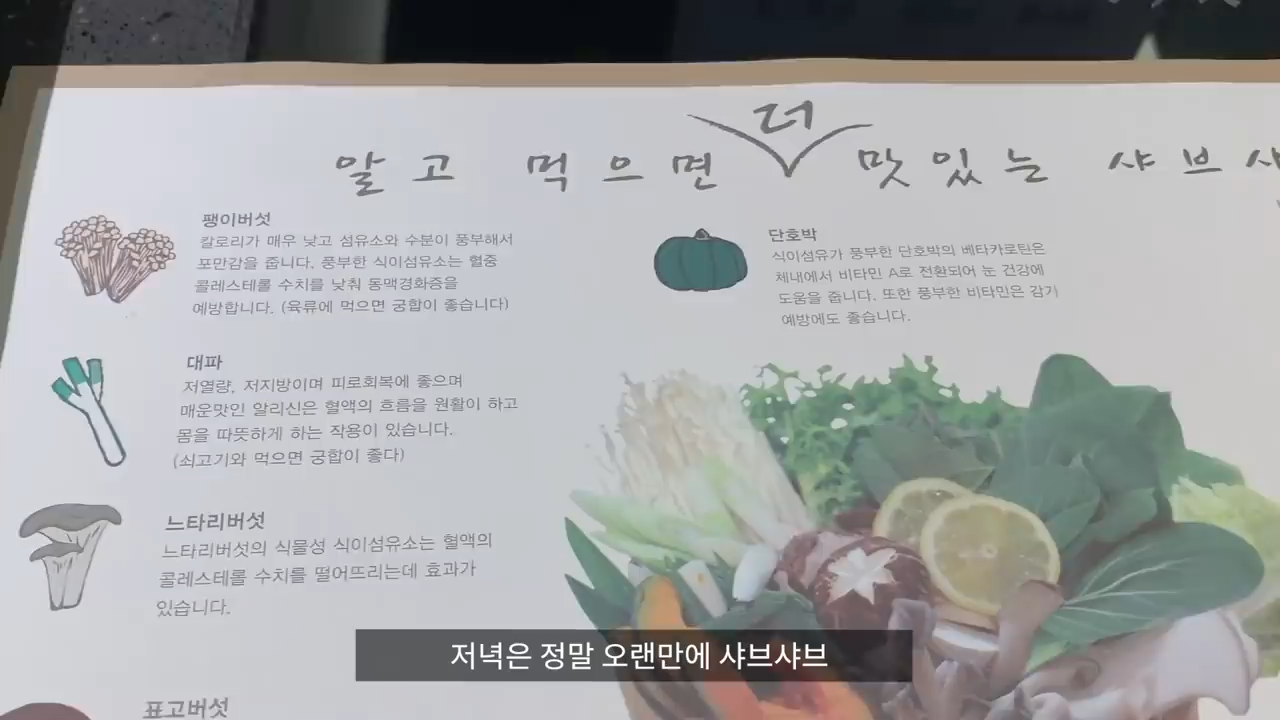 알고 먹으면 더 맛있는 샤브샤
팽이버섯
칼로리가 매우 낮고 섬유소와 수분이 풍부해서
포만감을 줍니다. 풍부한 식이섬유소는 혈중
콜레스테롤 수치를 낮춰 동맥경화증을
예방합니다. (육류에 먹으면 궁합이 좋습니다)
단호박
식이섬유가 풍부한 단호박의 베타카로틴은
체내에서 비타민 A로 전환되어 눈 건강에
도움을 줍니다. 또한 풍부한 비타민은 감기
예방에도 좋습니다.
대파
저열량, 저지방이며 피로회복에 좋으며
매운맛인 알리신은 혈액의 흐름을 원활이 하고
몸을 따뜻하게 하는 작용이 있습니다.
(쇠고기와 먹으면 궁합이 좋다)
느타리버섯
느타리버섯의 식물성 식이섬유소는 혈액의
콜레스테롤 수치를 떨어뜨리는데 효과가
있습니다.
표고버섯
저녁은 정말 오랜만에 샤브샤브